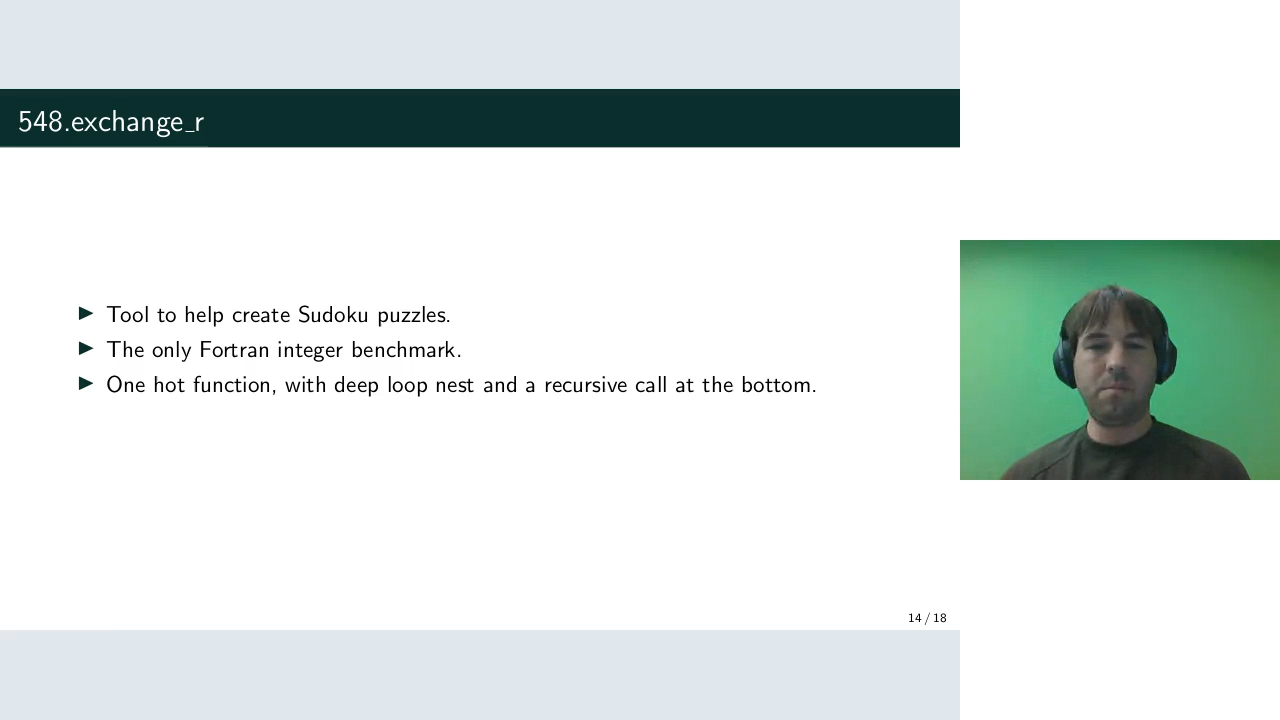 548.exchange_r
▶ Tool to help create Sudoku puzzles.
▶ The only Fortran integer benchmark.
▶ One hot function, with deep loop nest and a recursive call at the bottom.
14 / 18